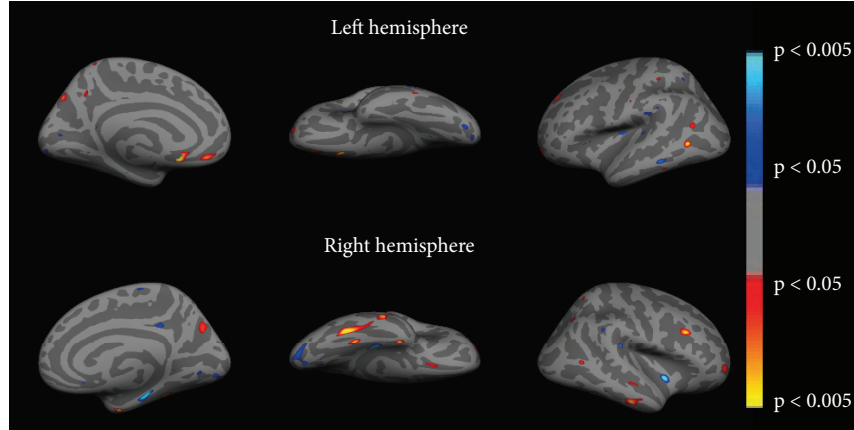 Left hemisphere
p < 0.005
p < 0.05
Right hemisphere
p < 0.05
p < 0.005